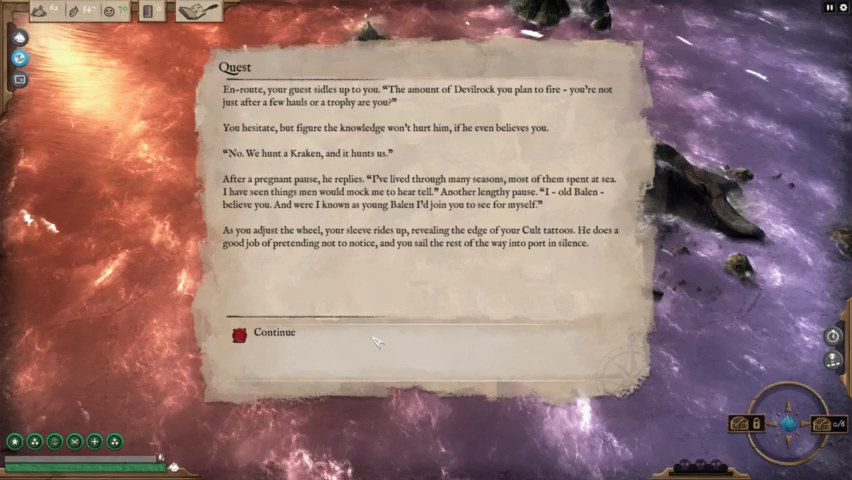 Quest
En-route, your guest sidles up to you. “The amount of Devilrock you plan to fire - you're not
just after a few hauls or a trophy are you?”
You hesitate, but figure the knowledge won't hurt him, if he even believes you.
“No. We hunt a Kraken, and it hunts us.”
After a pregnant pause, he replies. “I've lived through many seasons, most of them spent at sea.
I have seen things men would mock me to hear tell.” Another lengthy pause. “I - old Balen -
believe you. And were I known as young Balen I'd join you to see for myself.”
As you adjust the wheel, your sleeve rides up, revealing the edge of your Cult tattoos. He does a
good job of pretending not to notice, and you sail the rest of the way into port in silence.
Continue
0/8